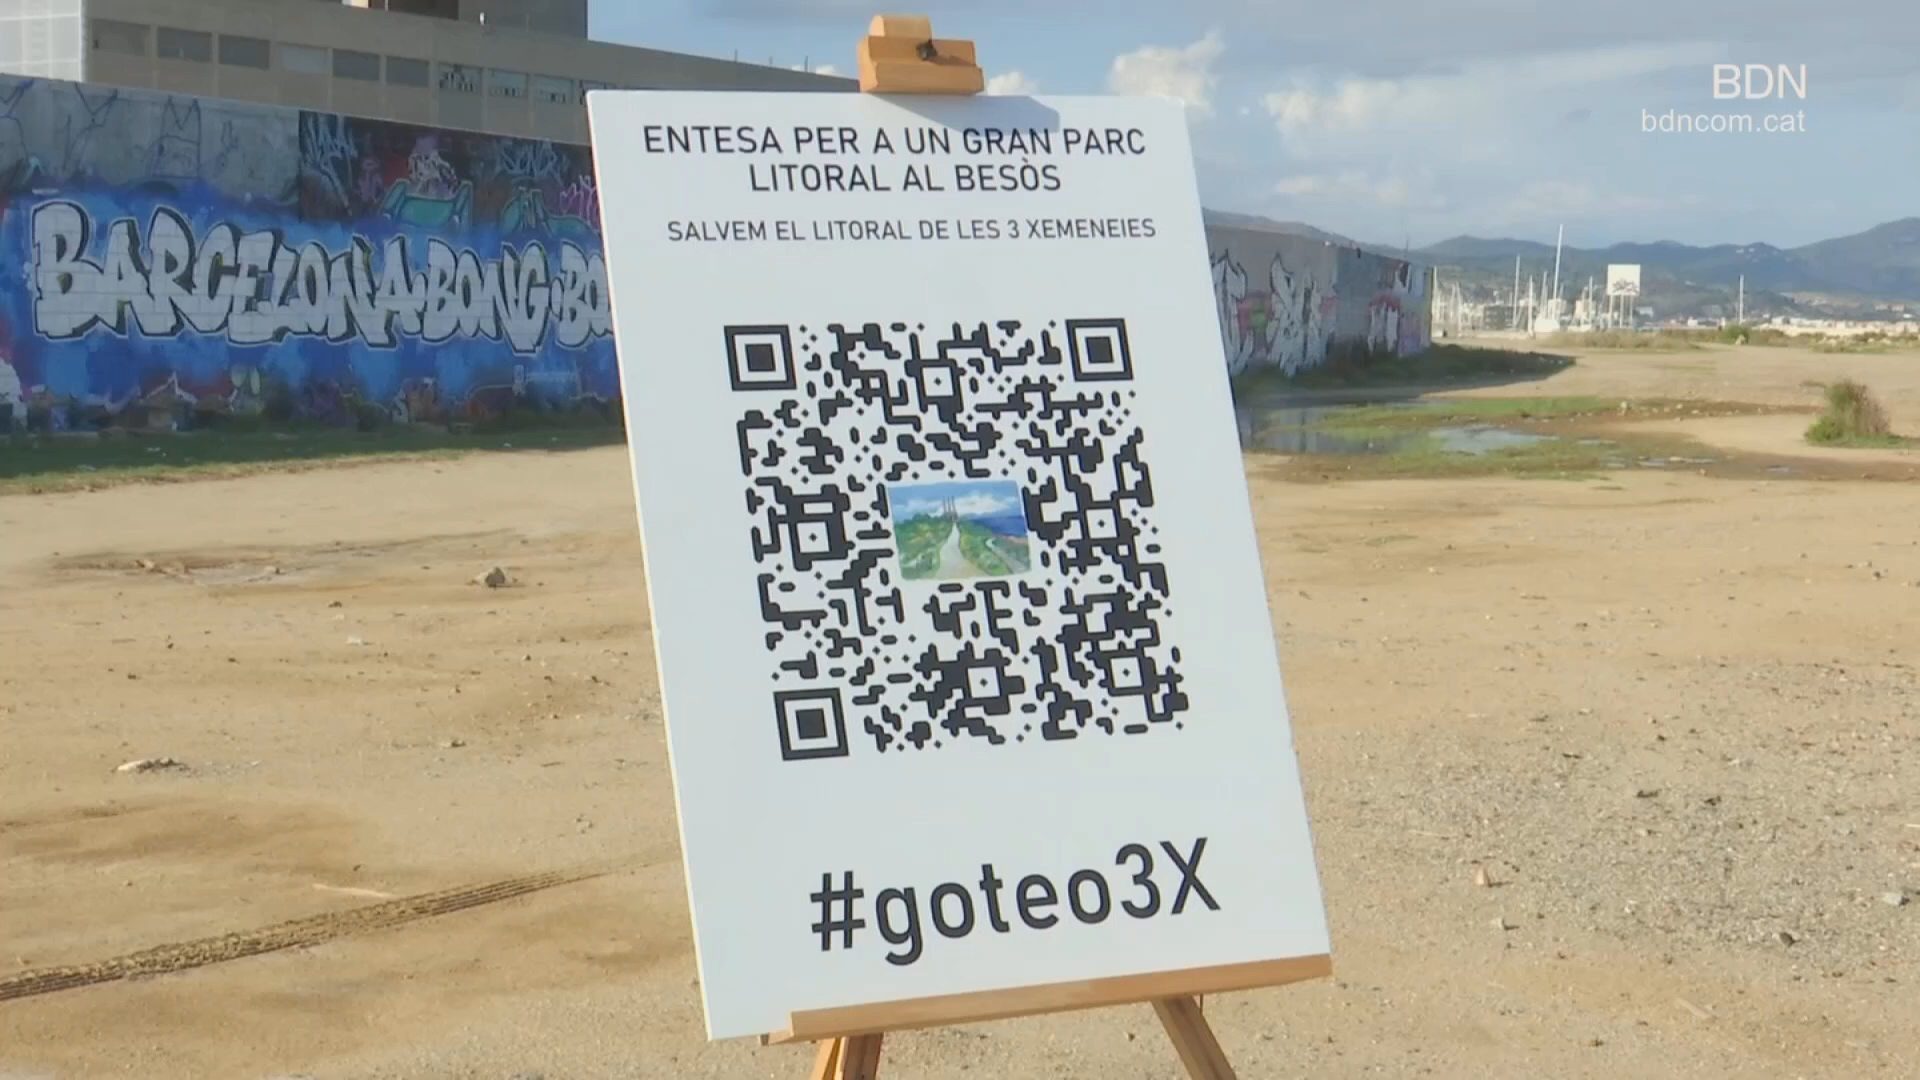 BDN
bdncom.cat
ENTESA PER A UN GRAN PARC
LITORAL AL BESÒS
SALVEM EL LITORAL DE LES 3 XEMENEIES
BARCELONA·BONG·BO
#goteo3X